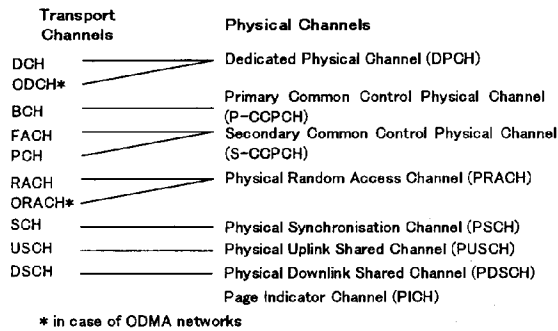 Transport
Channels
Physical Channels
DCH
Dedicated Physical Channel (DPCH)
ODCH*
BCH
Primary Common Control Physical Channel
(P-CCPCH)
FACH
Secondary Common Control Physical Channel
PCH
(S-CCPCH)
RACH
Physical Random Access Channel (PRACH)
ORACH*
SCH
Physical Synchronisation Channel (PSCH)
USCH
Physical Uplink Shared Channel (PUSCH)
DSCH
Physical Downlink Shared Channel (PDSCH)
Page Indicator Channel (PICH)
* in case of ODMA networks